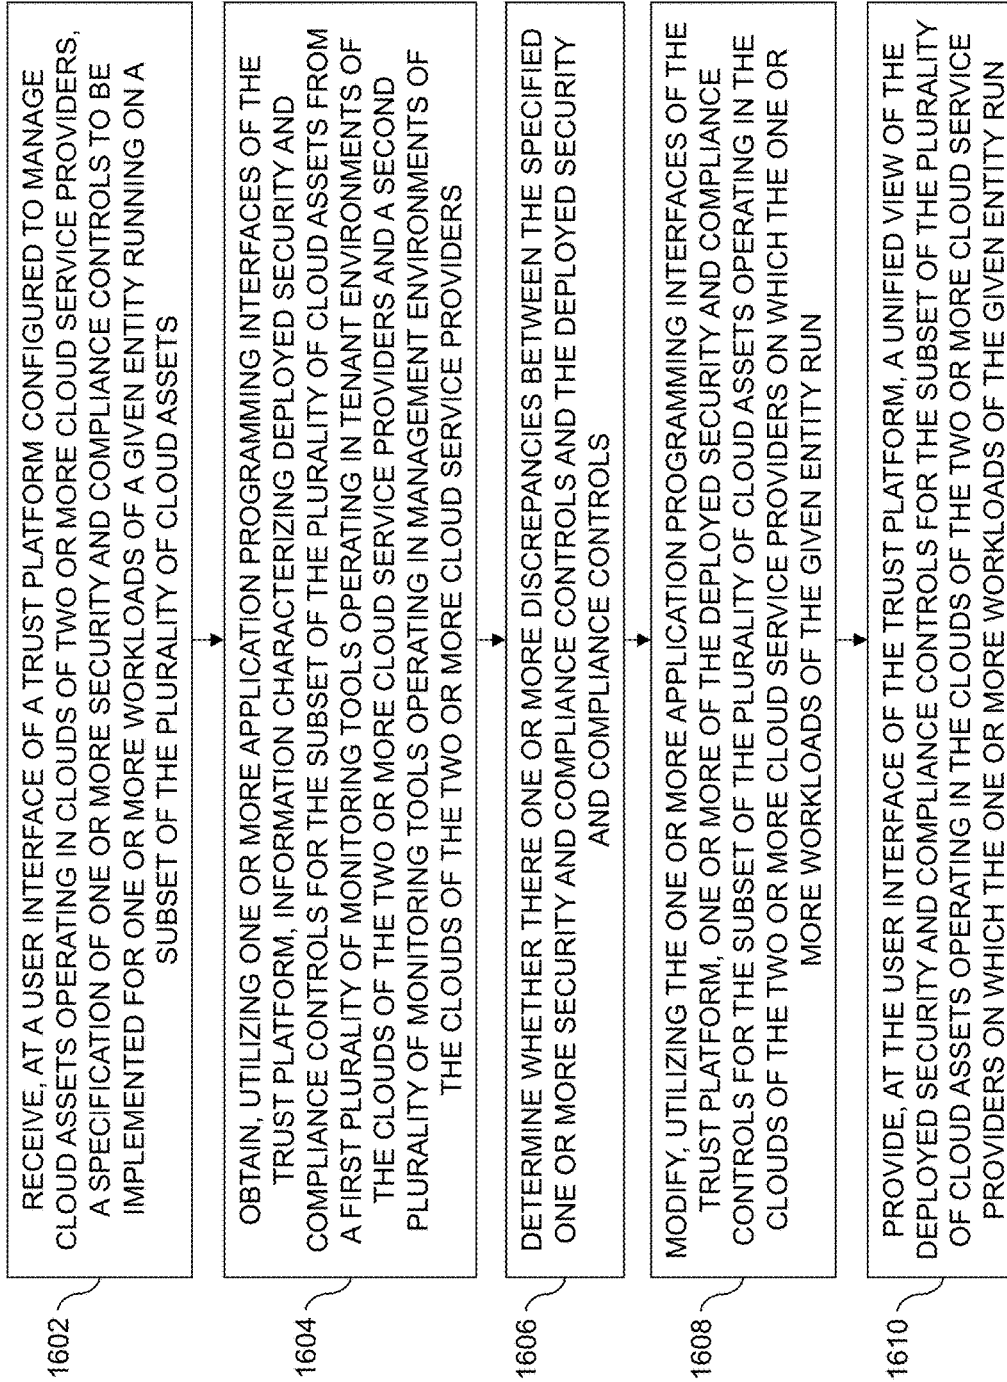 1602
RECEIVE, AT A USER INTERFACE OF A TRUST PLATFORM CONFIGURED TO MANAGE
CLOUD ASSETS OPERATING IN CLOUDS OF TWO OR MORE CLOUD SERVICE PROVIDERS,
A SPECIFICATION OF ONE OR MORE SECURITY AND COMPLIANCE CONTROLS TO BE
IMPLEMENTED FOR ONE OR MORE WORKLOADS OF A GIVEN ENTITY RUNNING ON A
SUBSET OF THE PLURALITY OF CLOUD ASSETS
1604
OBTAIN, UTILIZING ONE OR MORE APPLICATION PROGRAMMING INTERFACES OF THE
TRUST PLATFORM, INFORMATION CHARACTERIZING DEPLOYED SECURITY AND
COMPLIANCE CONTROLS FOR THE SUBSET OF THE PLURALITY OF CLOUD ASSETS FROM
A FIRST PLURALITY OF MONITORING TOOLS OPERATING IN TENANT ENVIRONMENTS OF
THE CLOUDS OF THE TWO OR MORE CLOUD SERVICE PROVIDERS AND A SECOND
PLURALITY OF MONITORING TOOLS OPERATING IN MANAGEMENT ENVIRONMENTS OF
THE CLOUDS OF THE TWO OR MORE CLOUD SERVICE PROVIDERS
1606
DETERMINE WHETHER THERE ONE OR MORE DISCREPANCIES BETWEEN THE SPECIFIED
ONE OR MORE SECURITY AND COMPLIANCE CONTROLS AND THE DEPLOYED SECURITY
AND COMPLIANCE CONTROLS
1608
MODIFY, UTILIZING THE ONE OR MORE APPLICATION PROGRAMMING INTERFACES OF THE
TRUST PLATFORM, ONE OR MORE OF THE DEPLOYED SECURITY AND COMPLIANCE
CONTROLS FOR THE SUBSET OF THE PLURALITY OF CLOUD ASSETS OPERATING IN THE
CLOUDS OF THE TWO OR MORE CLOUD SERVICE PROVIDERS ON WHICH THE ONE OR
MORE WORKLOADS OF THE GIVEN ENTITY RUN
1610
PROVIDE, AT THE USER INTERFACE OF THE TRUST PLATFORM, A UNIFIED VIEW OF THE
DEPLOYED SECURITY AND COMPLIANCE CONTROLS FOR THE SUBSET OF THE PLURALITY
OF CLOUD ASSETS OPERATING IN THE CLOUDS OF THE TWO OR MORE CLOUD SERVICE
PROVIDERS ON WHICH THE ONE OR MORE WORKLOADS OF THE GIVEN ENTITY RUN